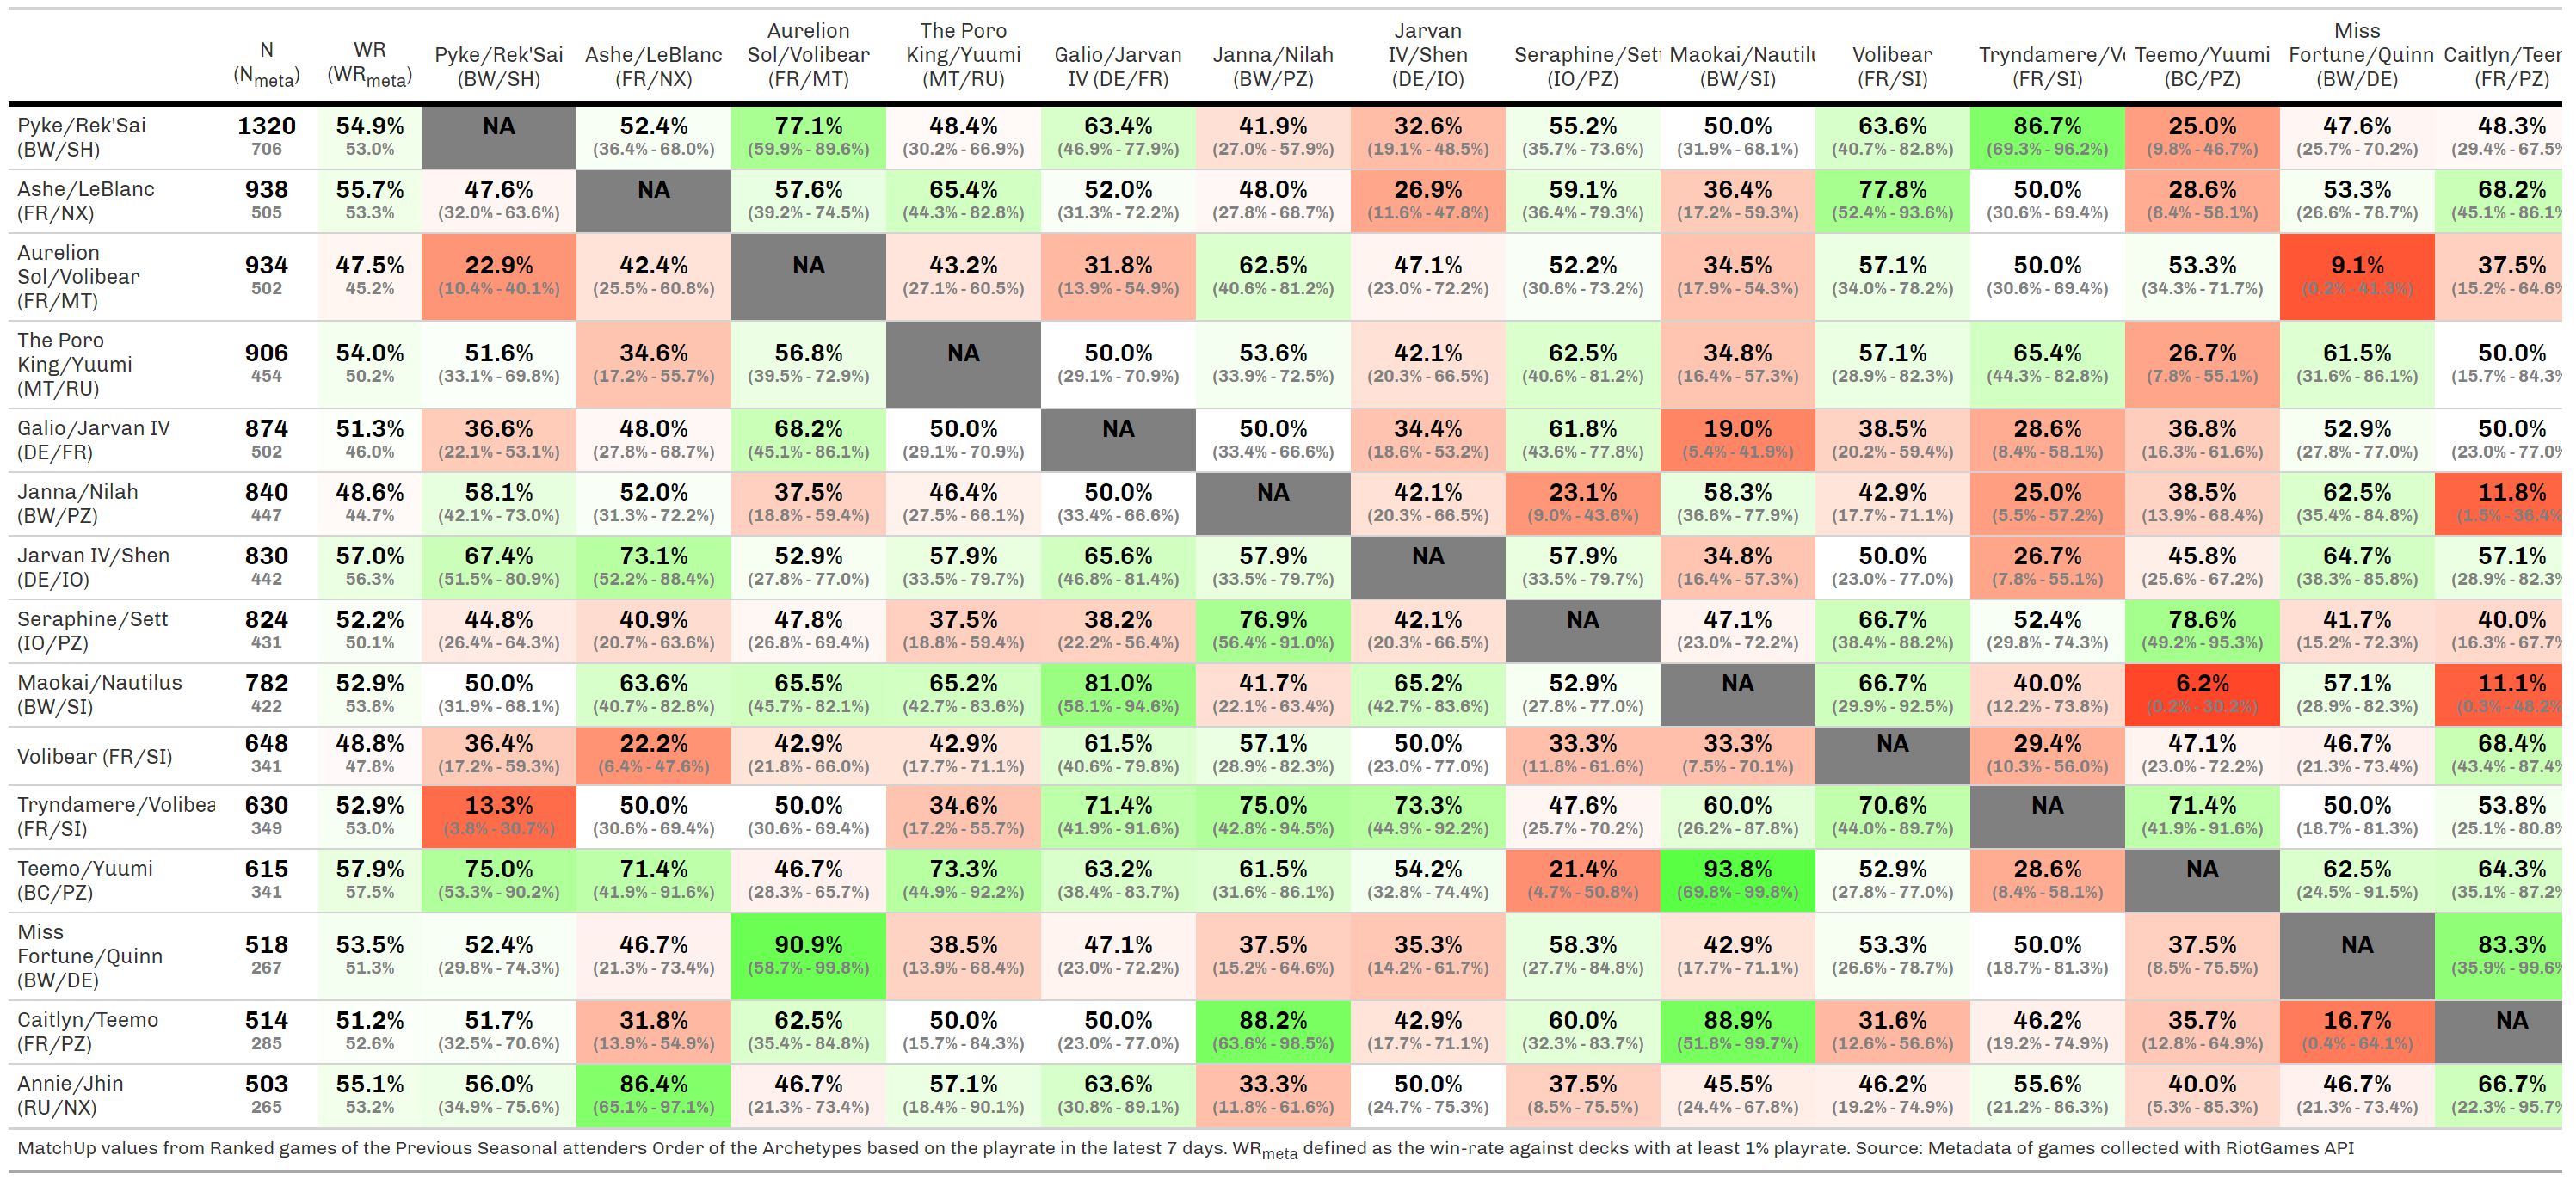 Aurelion The Poro Jarvan Miss
N WR Pyke/Rek'Sai Ashe/LeBlanc Sol/Volibear King/Yuumi Galio/Jarvan Janna/Nilah IV/Shen Seraphine/Sett Maokai/Nautilu Volibear Tryndamere/Vo Teemo/Yuumi Fortune/Quinn Caitlyn/Teem
(Nmeta) (WRmeta) (BW/SH) (FR/NX) (FR/MT) (MT/RU) IV (DE/FR) (BW/PZ) (DE/IO) (IO/PZ) (BW/SI) (FR/SI) (FR/SI) (BC/PZ) (BW/DE) (FR/PZ)
Pyke/Rek'Sai 1320 54.9% NA 52.4% 77.1% 48.4% 63.4% 41.9% 32.6% 55.2% 50.0% 63.6% 86.7% 25.0% 47.6% 48.3%
(BW/SH) 706 53.0% (36.4% - 68.0%) (59.9% - 89.6%) (30.2% - 66.9%) (46.9% - 77.9%) (27.0% - 57.9%) (19.1% - 48.5%) (35.7% - 73.6%) (31.9% - 68.1%) (40.7% - 82.8%) (69.3% - 96.2%) (9.8% - 46.7%) (25.7% - 70.2%) (29.4% - 67.5%
Ashe/LeBlanc 938 55.7% 47.6% NA 57.6% 65.4% 52.0% 48.0% 26.9% 59.1% 36.4% 77.8% 50.0% 28.6% 53.3% 68.2%
(FR/NX) 505 53.3% (32.0% - 63.6%) (39.2% - 74.5%) (44.3% - 82.8%) (31.3% - 72.2%) (27.8% - 68.7%) (11.6% - 47.8%) (36.4% - 79.3%) (17.2% - 59.3%) (52.4% - 93.6%) (30.6% - 69.4%) (8.4% - 58.1%) (26.6% - 78.7%) (45.1% - 86.1%
Aurelion
Sol/Volibear 934 47.5% 22.9% 42.4% NA 43.2% 31.8% 62.5% 47.1% 52.2% 34.5% 57.1% 50.0% 53.3% 9.1% 37.5%
(FR/MT) 502 45.2% (10.4% - 40.1%) (25.5% - 60.8%) (27.1% - 60.5%) (13.9% - 54.9%) (40.6% - 81.2%) (23.0% - 72.2%) (30.6% - 73.2%) (17.9% - 54.3%) (34.0% - 78.2%) (30.6% - 69.4%) (34.3% - 71.7%) (0.2% - 41.3%) (15.2% - 64.6%
The Poro
King/Yuumi 906 54.0% 51.6% 34.6% 56.8% NA 50.0% 53.6% 42.1% 62.5% 34.8% 57.1% 65.4% 26.7% 61.5% 50.0%
(MT/RU) 454 50.2% (33.1% - 69.8%) (17.2% - 55.7%) (39.5% - 72.9%) (29.1% - 70.9%) (33.9% - 72.5%) (20.3% - 66.5%) (40.6% - 81.2%) (16.4% - 57.3%) (28.9% - 82.3%) (44.3% - 82.8%) (7.8% - 55.1%) (31.6% - 86.1%) (15.7% - 84.3%
Galio/Jarvan IV 874 51.3% 36.6% 48.0% 68.2% 50.0% NA 50.0% 34.4% 61.8% 19.0% 38.5% 28.6% 36.8% 52.9% 50.0%
(DE/FR) 502 46.0% (22.1% - 53.1%) (27.8% - 68.7%) (45.1% - 86.1%) (29.1% - 70.9%) (33.4% - 66.6%) (18.6% - 53.2%) (43.6% - 77.8%) (5.4% - 41.9%) (20.2% - 59.4%) (8.4% - 58.1%) (16.3% - 61.6%) (27.8% - 77.0%) (23.0% - 77.0%
Janna/Nilah 840 48.6% 58.1% 52.0% 37.5% 46.4% 50.0% NA 42.1% 23.1% 58.3% 42.9% 25.0% 38.5% 62.5% 11.8%
(BW/PZ) 447 44.7% (42.1% - 73.0%) (31.3% - 72.2%) (18.8% - 59.4%) (27.5% - 66.1%) (33.4% - 66.6%) (20.3% - 66.5%) (9.0% - 43.6%) (36.6% - 77.9%) (17.7% - 71.1%) (5.5% - 57.2%) (13.9% - 68.4%) (35.4% - 84.8%) (1.5% - 36.4%
Jarvan IV/Shen 830 57.0% 67.4% 73.1% 52.9% 57.9% 65.6% 57.9% NA 57.9% 34.8% 50.0% 26.7% 45.8% 64.7% 57.1%
(DE/IO) 442 56.3% (51.5% - 80.9%) (52.2% - 88.4%) (27.8% - 77.0%) (33.5% - 79.7%) (46.8% - 81.4%) (33.5% - 79.7%) (33.5% - 79.7%) (16.4% - 57.3%) (23.0% - 77.0%) (7.8% - 55.1%) (25.6% - 67.2%) (38.3% - 85.8%) (28.9% - 82.3%
Seraphine/Sett 824 52.2% 44.8% 40.9% 47.8% 37.5% 38.2% 76.9% 42.1% NA 47.1% 66.7% 52.4% 78.6% 41.7% 40.0%
(IO/PZ) 431 50.1% (26.4% - 64.3%) (20.7% - 63.6%) (26.8% - 69.4%) (18.8% - 59.4%) (22.2% - 56.4%) (56.4% - 91.0%) (20.3% - 66.5%) (23.0% - 72.2%) (38.4% - 88.2%) (29.8% - 74.3%) (49.2% - 95.3%) (15.2% - 72.3%) (16.3% - 67.7%
Maokai/Nautilus 782 52.9% 50.0% 63.6% 65.5% 65.2% 81.0% 41.7% 65.2% 52.9% NA 66.7% 40.0% 6.2% 57.1% 11.1%
(BW/SI) 422 53.8% (31.9% - 68.1%) (40.7% - 82.8%) (45.7% - 82.1%) (42.7% - 83.6%) (58.1% - 94.6%) (22.1% - 63.4%) (42.7% - 83.6%) (27.8% - 77.0%) (29.9% - 92.5%) (12.2% - 73.8%) (0.2% - 30.2%) (28.9% - 82.3%) (0.3% - 48.2%
Volibear (FR/SI) 648 48.8% 36.4% 22.2% 42.9% 42.9% 61.5% 57.1% 50.0% 33.3% 33.3% NA 29.4% 47.1% 46.7% 68.4%
341 47.8% (17.2% - 59.3%) (6.4% - 47.6%) (21.8% - 66.0%) (17.7% - 71.1%) (40.6% - 79.8%) (28.9% - 82.3%) (23.0% - 77.0%) (11.8% - 61.6%) (7.5% - 70.1%) (10.3% - 56.0%) (23.0% - 72.2%) (21.3% - 73.4%) (43.4% - 87.4%
Tryndamere/Volibea 630 52.9% 13.3% 50.0% 50.0% 34.6% 71.4% 75.0% 73.3% 47.6% 60.0% 70.6% NA 71.4% 50.0% 53.8%
(FR/SI) 349 53.0% (3.8% - 30.7%) (30.6% - 69.4%) (30.6% - 69.4%) (17.2% - 55.7%) (41.9% - 91.6%) (42.8% - 94.5%) (44.9% - 92.2%) (25.7% - 70.2%) (26.2% - 87.8%) (44.0% - 89.7%) (41.9% - 91.6%) (18.7% - 81.3%) (25.1% - 80.8%
Teemo/Yuumi 615 57.9% 75.0% 71.4% 46.7% 73.3% 63.2% 61.5% 54.2% 21.4% 93.8% 52.9% 28.6% NA 62.5% 64.3%
(BC/PZ) 341 57.5% (53.3% - 90.2%) (41.9% - 91.6%) (28.3% - 65.7%) (44.9% - 92.2%) (38.4% - 83.7%) (31.6% - 86.1%) (32.8% - 74.4%) (4.7% - 50.8%) (69.8% - 99.8%) (27.8% - 77.0%) (8.4% - 58.1%) (24.5% - 91.5%) (35.1% - 87.2%
Miss
Fortune/Quinn 518 53.5% 52.4% 46.7% 90.9% 38.5% 47.1% 37.5% 35.3% 58.3% 42.9% 53.3% 50.0% 37.5% NA 83.3%
(BW/DE) 267 51.3% (29.8% - 74.3%) (21.3% - 73.4%) (58.7% - 99.8%) (13.9% - 68.4%) (23.0% - 72.2%) (15.2% - 64.6%) (14.2% - 61.7%) (27.7% - 84.8%) (17.7% - 71.1%) (26.6% - 78.7%) (18.7% - 81.3%) (8.5% - 75.5%) (35.9% - 99.6%
Caitlyn/Teemo 514 51.2% 51.7% 31.8% 62.5% 50.0% 50.0% 88.2% 42.9% 60.0% 88.9% 31.6% 46.2% 35.7% 16.7% NA
(FR/PZ) 285 52.6% (32.5% - 70.6%) (13.9% - 54.9%) (35.4% - 84.8%) (15.7% - 84.3%) (23.0% - 77.0%) (63.6% - 98.5%) (17.7% - 71.1%) (32.3% - 83.7%) (51.8% - 99.7%) (12.6% - 56.6%) (19.2% - 74.9%) (12.8% - 64.9%) (0.4% - 64.1%)
Annie/Jhin 503 55.1% 56.0% 86.4% 46.7% 57.1% 63.6% 33.3% 50.0% 37.5% 45.5% 46.2% 55.6% 40.0% 46.7% 66.7%
(RU/NX) 265 53.2% (34.9% - 75.6%) (65.1% - 97.1%) (21.3% - 73.4%) (18.4% - 90.1%) (30.8% - 89.1%) (11.8% - 61.6%) (24.7% - 75.3%) (8.5% - 75.5%) (24.4% - 67.8%) (19.2% - 74.9%) (21.2% - 86.3%) (5.3% - 85.3%) (21.3% - 73.4%) (22.3% - 95.7%
MatchUp values from Ranked games of the Previous Seasonal attenders Order of the Archetypes based on the playrate in the latest 7 days. WRmeta defined as the win-rate against decks with at least 1% playrate. Source: Metadata of games collected with RiotGames API